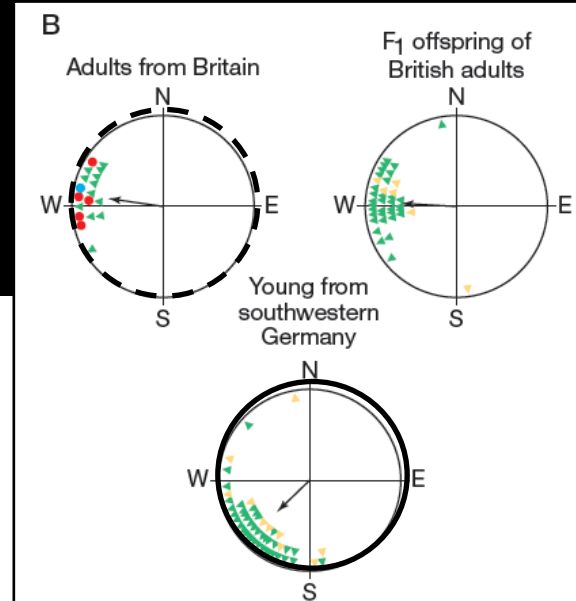 B
Adults from Britain
N
W
E
S
F1 offspring of
British adults
N
W
E
S
Young from
southwestern
Germany
N
W
E
S